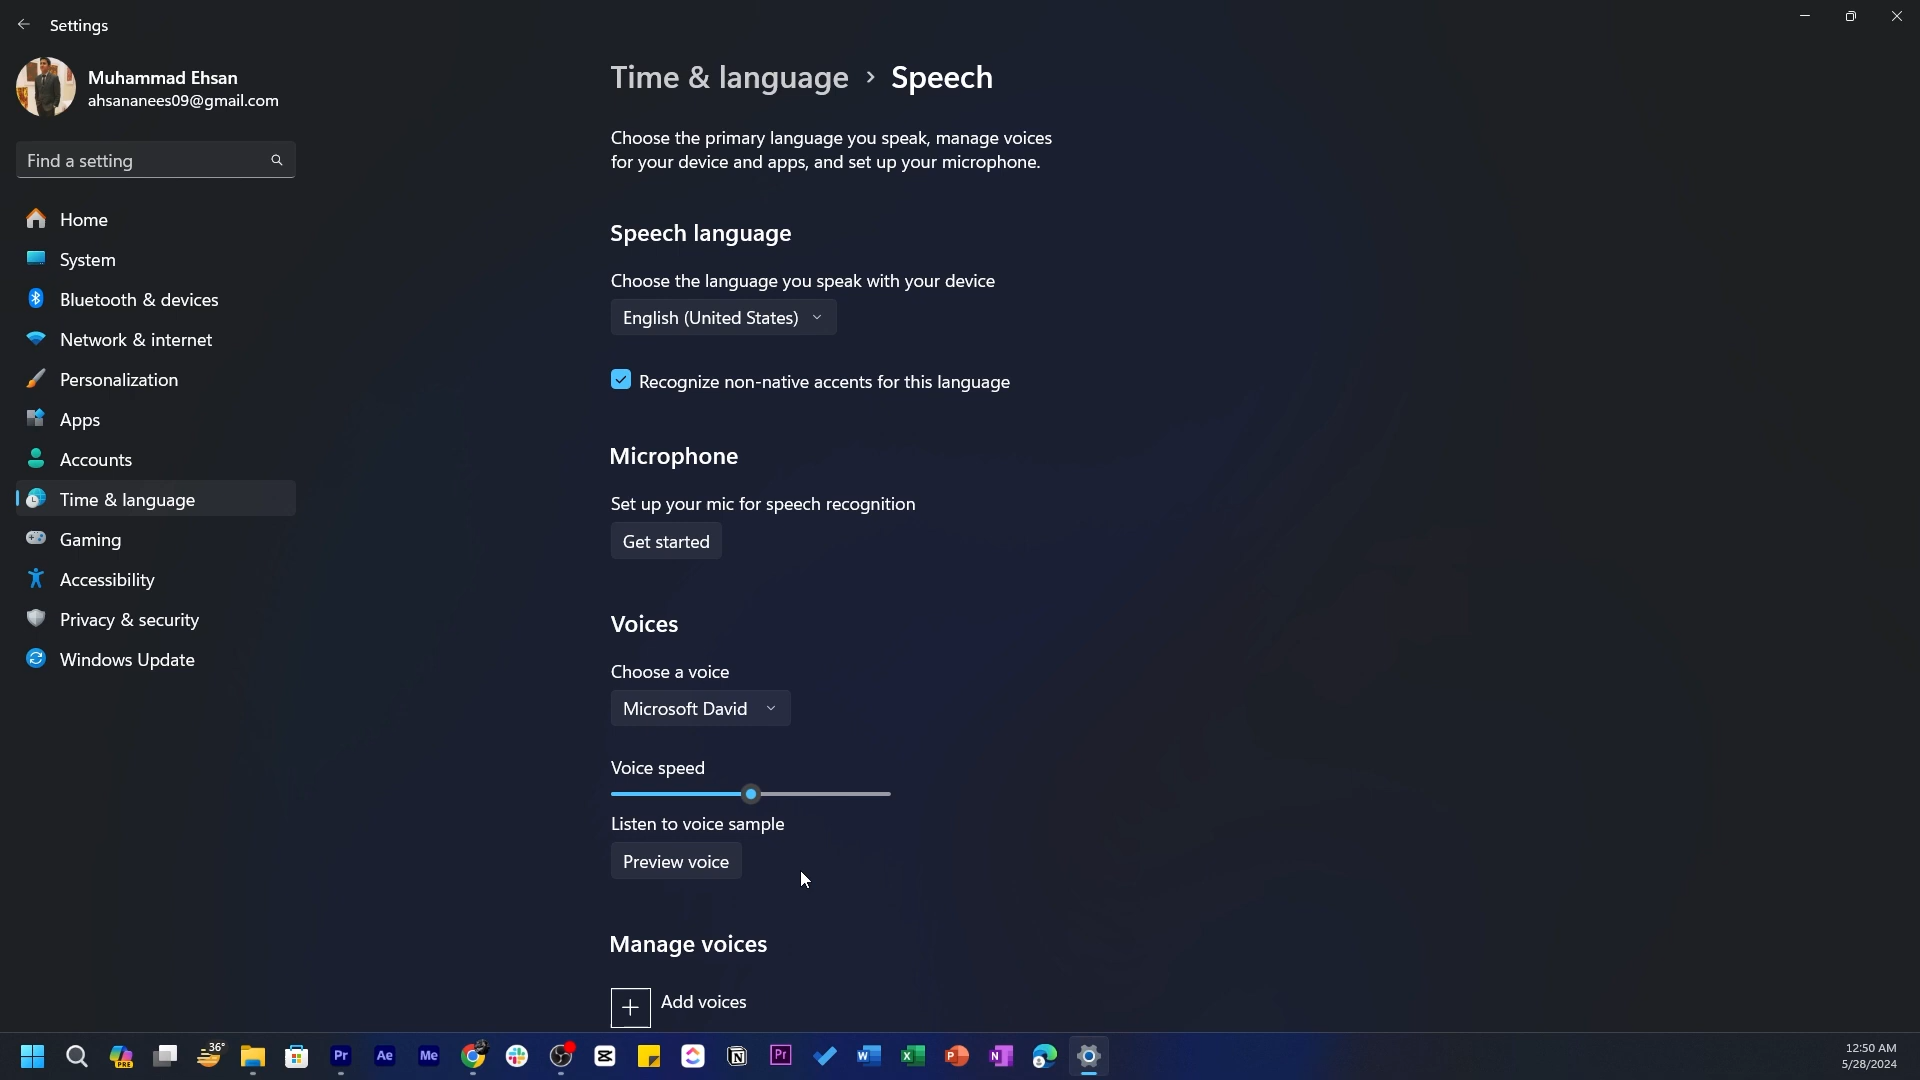 Settings
Muhammad Ehsan
ahsananees09@gmail.com
Find a setting
Home
System
Bluetooth & devices
Network & internet
Personalization
Apps
Accounts
Time & language
Gaming
Accessibility
Privacy & security
Windows Update
Time & language › Speech
Choose the primary language you speak, manage voices
for your device and apps, and set up your microphone.
Speech language
Choose the language you speak with your device
English (United States)
Recognize non-native accents for this language
Microphone
Set up your mic for speech recognition
Get started
Voices
Choose a voice
Microsoft David
Voice speed
Listen to voice sample
Preview voice
Manage voices
Add voices
PRE
36°
Pr
Ae
Me
Pr
W
X
P
N
12:50 AM
5/28/2024